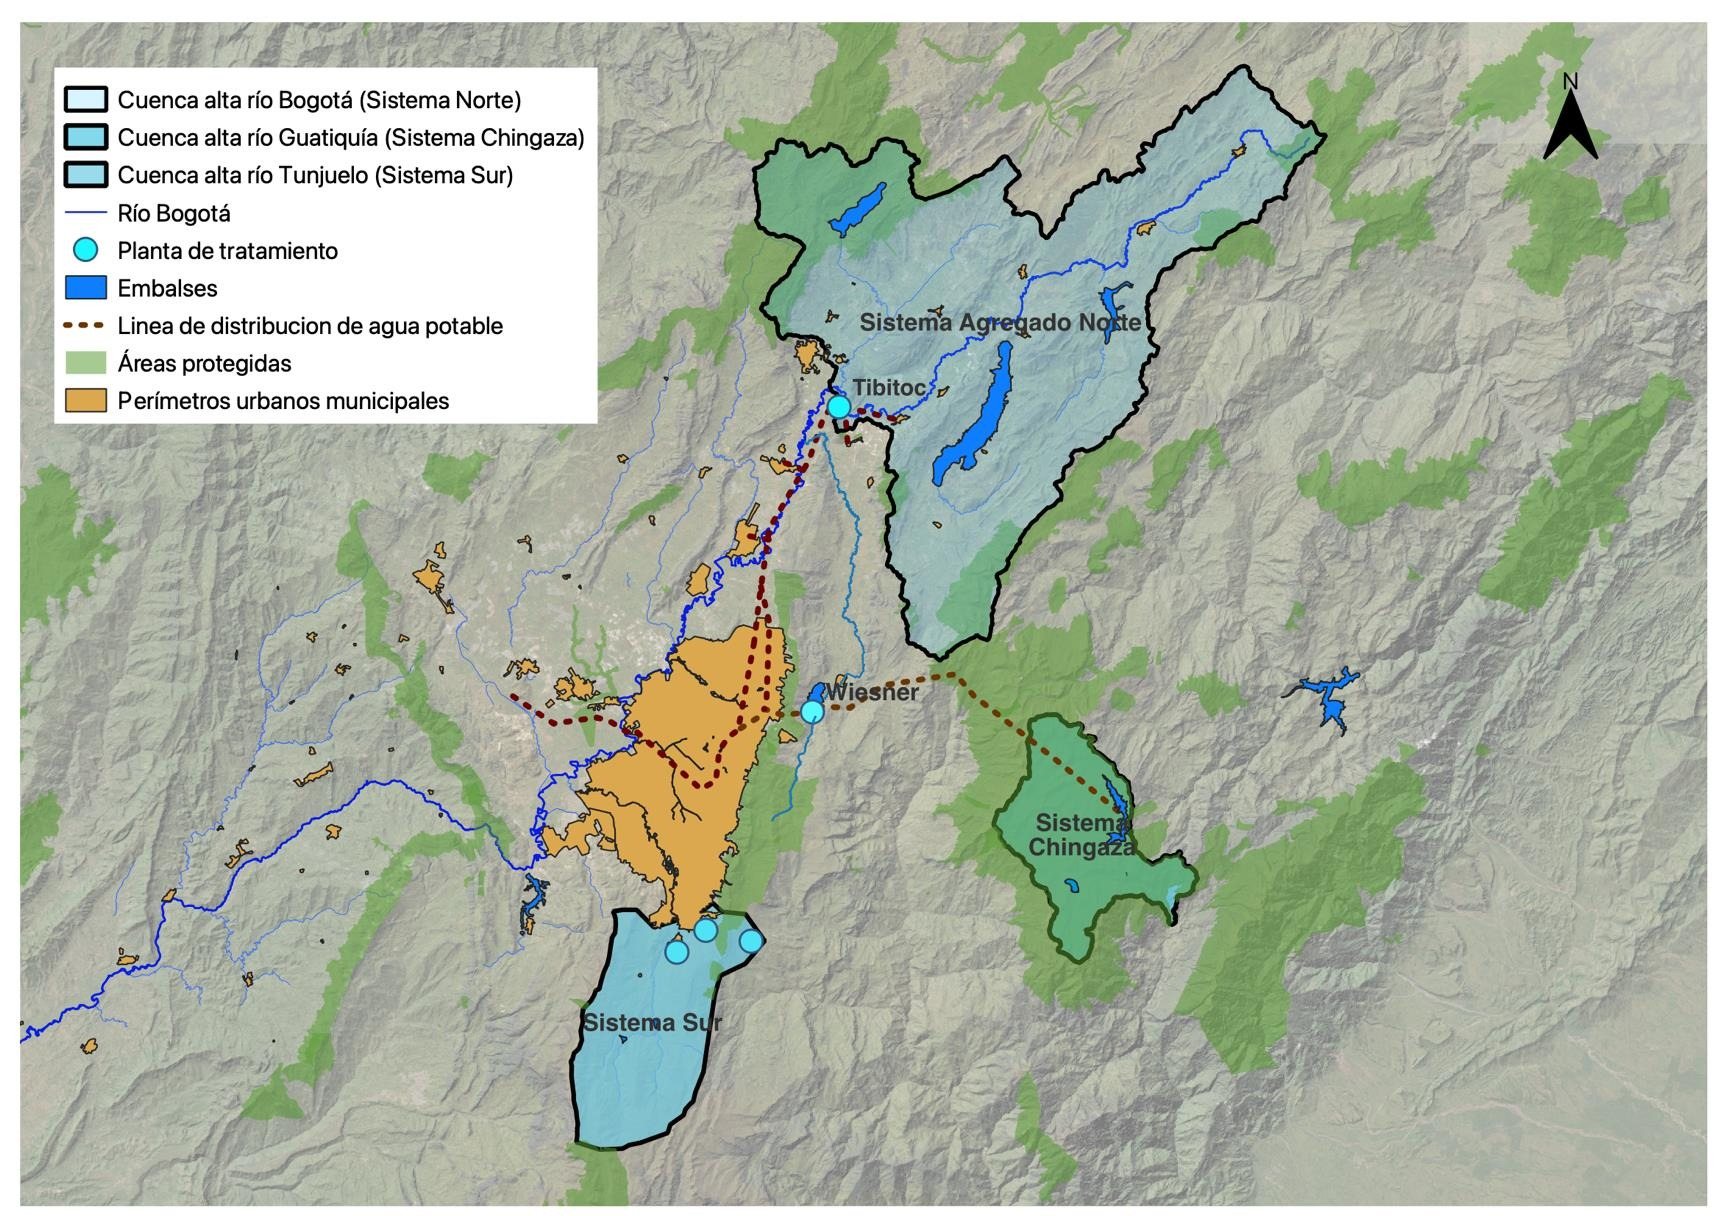 Cuenca alta río Bogotá (Sistema Norte)
Cuenca alta río Guatiquía (Sistema Chingaza)
Cuenca alta río Tunjuelo (Sistema Sur)
Río Bogotá
Planta de tratamiento
Embalses
Linea de distribucion de agua potable
Áreas protegidas
Perímetros urbanos municipales
N
Sistema Agregado Norte
Tibitoc
Wiesner
Sistema
Chingaza
Sistema Sur